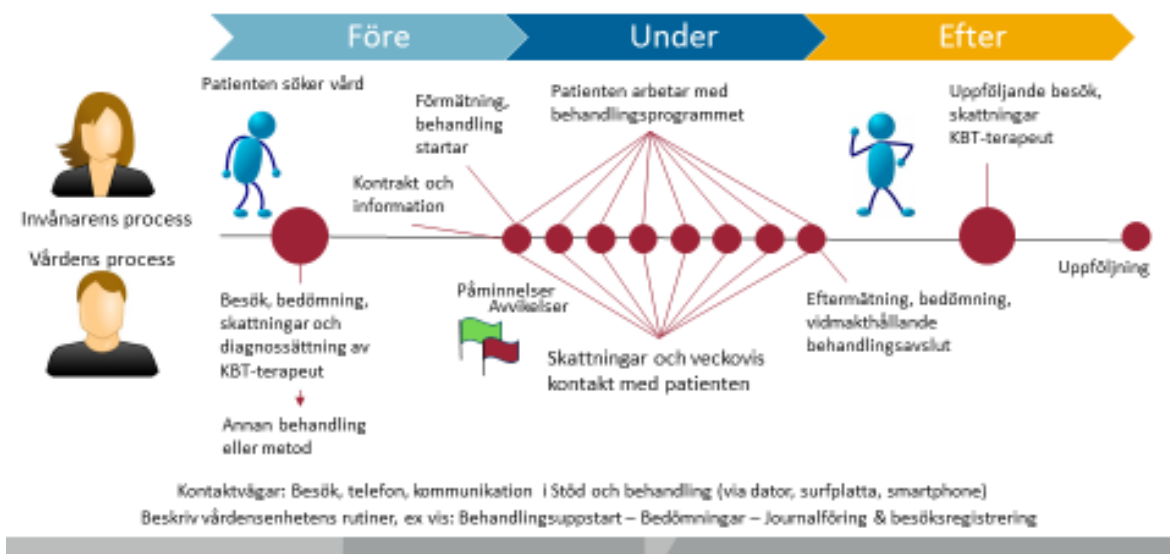 Före
Under
Efter
Patienten söker vård
Förmätning,
behandling
startar
Patienten arbetar med
behandlingsprogrammet
Uppföljande besök,
skattningar
KBT-terapeut
Kontrakt och
information
Invånarens process
Vårdens process
Uppföljning
Besök, bedömning,
skattningar och
diagnossättning av
KBT-terapeut
Annan behandling
eller metod
Påminnelser
Avvikelser
Skattningar och veckovis
kontakt med patienten
Eftermätning, bedömning,
vidmakthållande
behandlingsavslut
Kontaktvägar: Besök, telefon, kommunikation i Stöd och behandling (via dator, surfplatta, smartphone)
Beskriv vårdensenhetens rutiner, ex vis: Behandlingsuppstart – Bedömningar – Journalföring & besöksregistrering